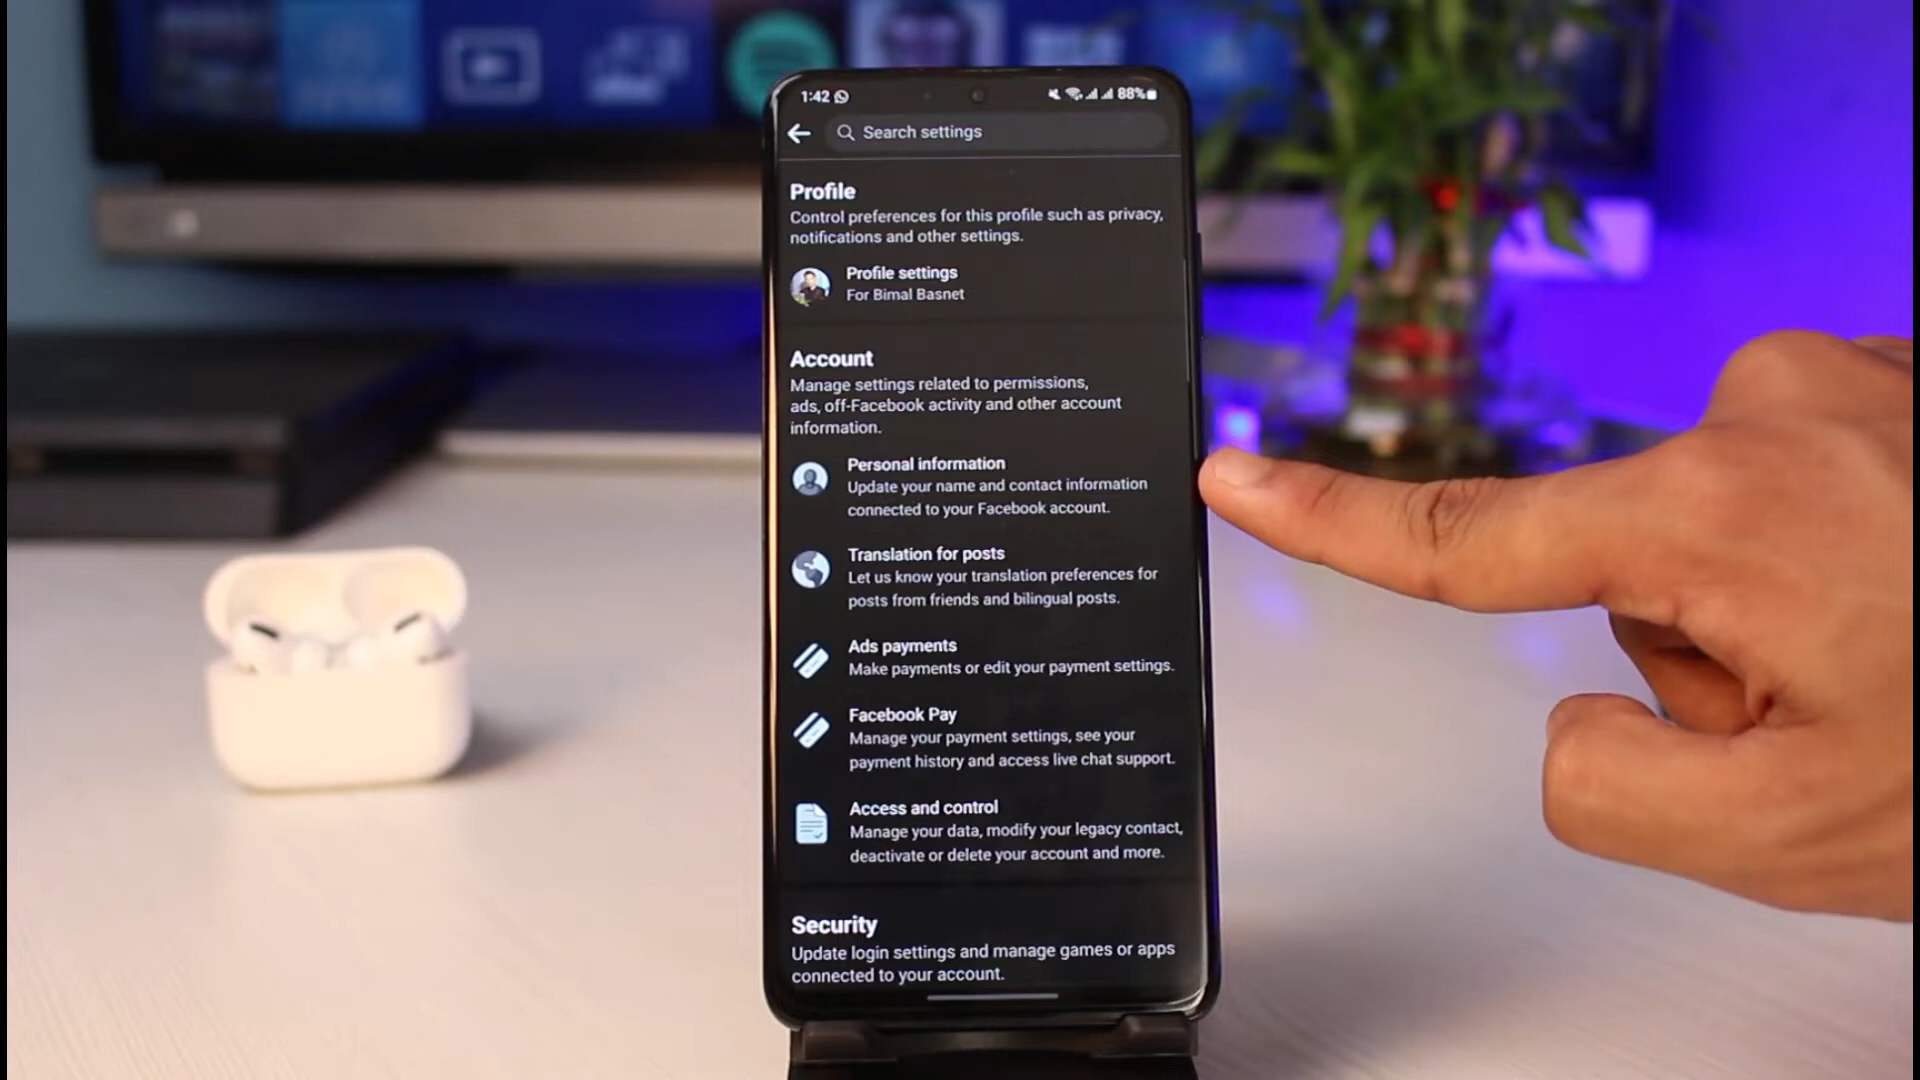 1:42
88%
Search settings
Profile
Control preferences for this profile such as privacy,
notifications and other settings.
Profile settings
For Bimal Basnet
Account
Manage settings related to permissions,
ads, off-Facebook activity and other account
information.
Personal information
Update your name and contact information
connected to your Facebook account.
Translation for posts
Let us know your translation preferences for
posts from friends and bilingual posts.
Ads payments
Make payments or edit your payment settings.
Facebook Pay
Manage your payment settings, see your
payment history and access live chat support.
Access and control
Manage your data, modify your legacy contact,
deactivate or delete your account and more.
Security
Update login settings and manage games or apps
connected to your account.